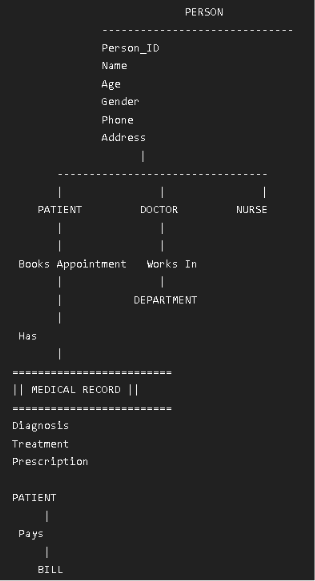 PERSON
------------------------------
Person_ID
Name
Age
Gender
Phone
Address
|
---------------------------------
| | |
PATIENT DOCTOR NURSE
| |
| |
Books Appointment Works In
| |
| DEPARTMENT
|
Has
|
=========================
|| MEDICAL RECORD ||
=========================
Diagnosis
Treatment
Prescription
PATIENT
|
Pays
|
BILL